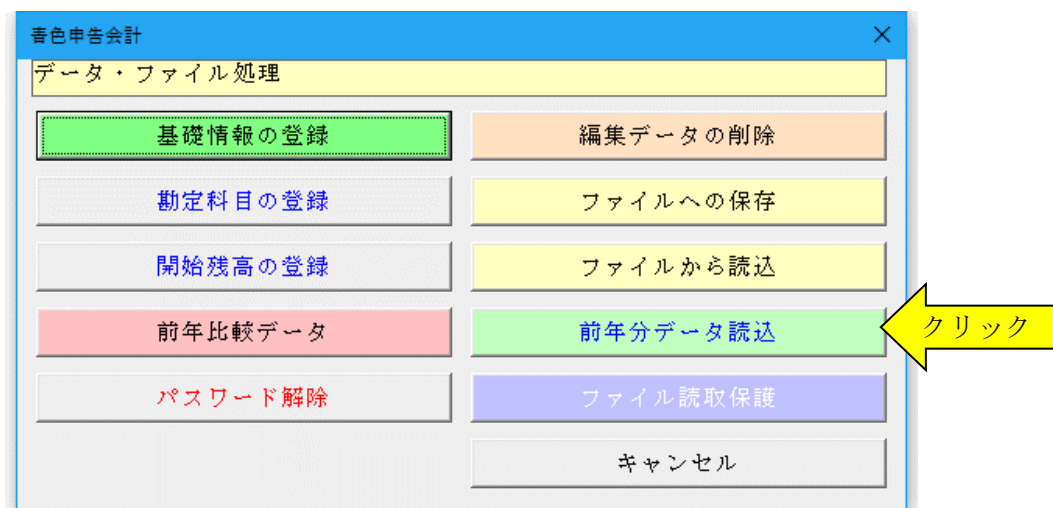 青色申告会計
データ・ファイル処理
基礎情報の登録
編集データの削除
勘定科目の登録
ファイルへの保存
開始残高の登録
ファイルから読込
前年比較データ
前年分データ読込
クリック
パスワード解除
ファイル読取保護
キャンセル